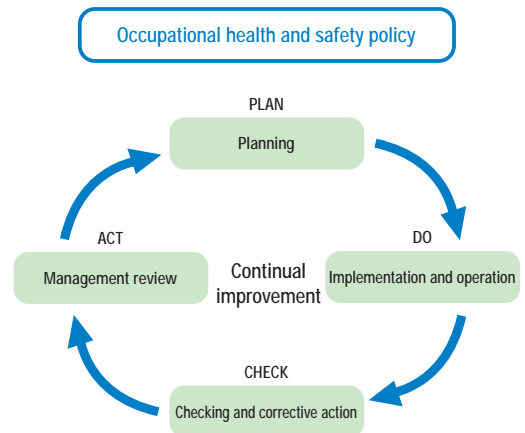 Occupational health and safety policy
PLAN
Planning
ACT
Management review
Continual
improvement
DO
Implementation and operation
CHECK
Checking and corrective action